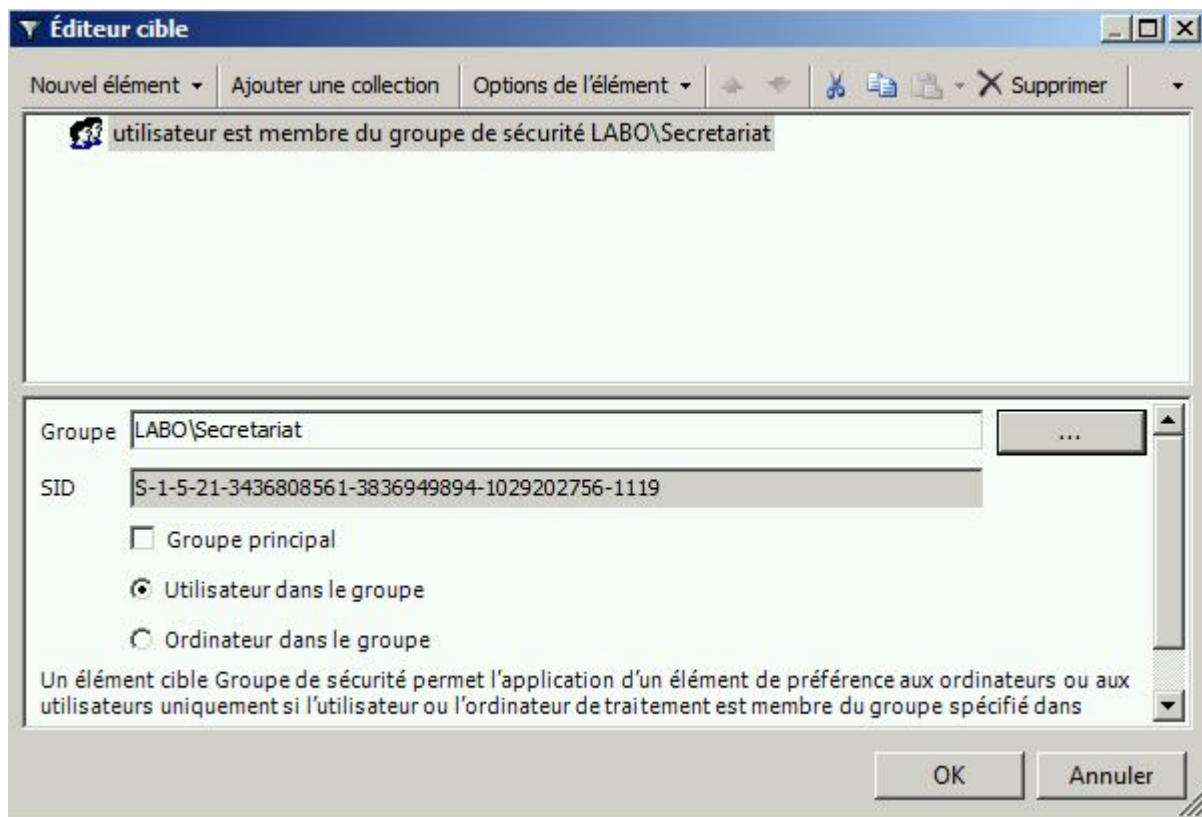 Éditeur cible
Nouvel élément Ajouter une collection Options de l'élément Supprimer
utilisateur est membre du groupe de sécurité LABO\Secretariat
Groupe LABO\Secretariat ...
SID S-1-5-21-3436808561-3836949894-1029202756-1119
Groupe principal
Utilisateur dans le groupe
Ordinateur dans le groupe
Un élément cible Groupe de sécurité permet l'application d'un élément de préférence aux ordinateurs ou aux
utilisateurs uniquement si l'utilisateur ou l'ordinateur de traitement est membre du groupe spécifié dans
OK Annuler